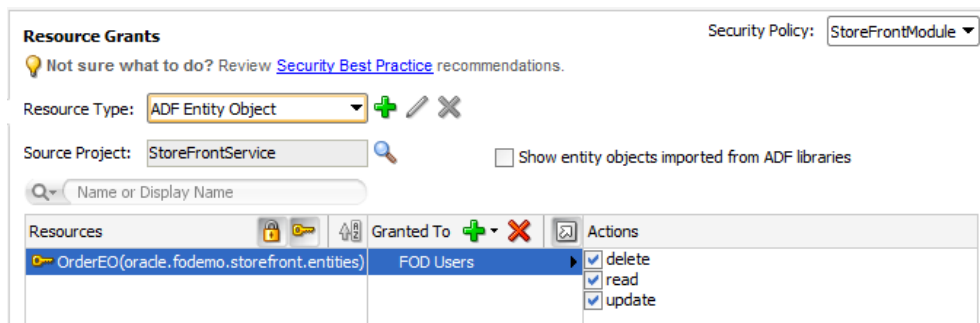 Resource Grants
Security Policy: StoreFrontModule
Not sure what to do? Review Security Best Practice recommendations.
Resource Type: ADF Entity Object
Source Project: StoreFrontService
Show entity objects imported from ADF libraries
Name or Display Name
Resources Granted To Actions
OrderEO(oracle.fodemo.storefront.entities) FOD Users delete
read
update